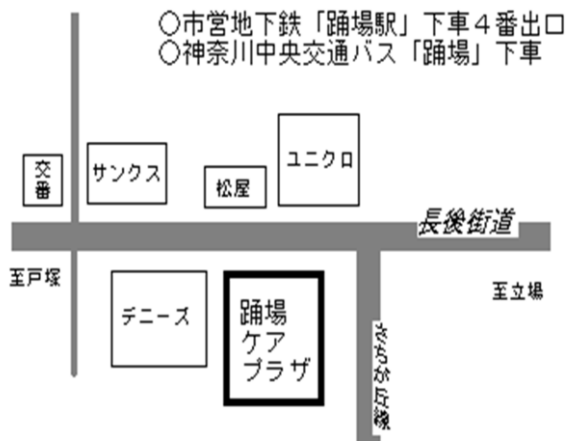 ○市営地下鉄「踊場駅」下車４番出口
○神奈川中央交通バス「踊場」下車
交番
サンクス
松屋
ユニクロ
長後街道
至戸塚
デニーズ
踊場
ケア
プラザ
至立場
きちが丘線